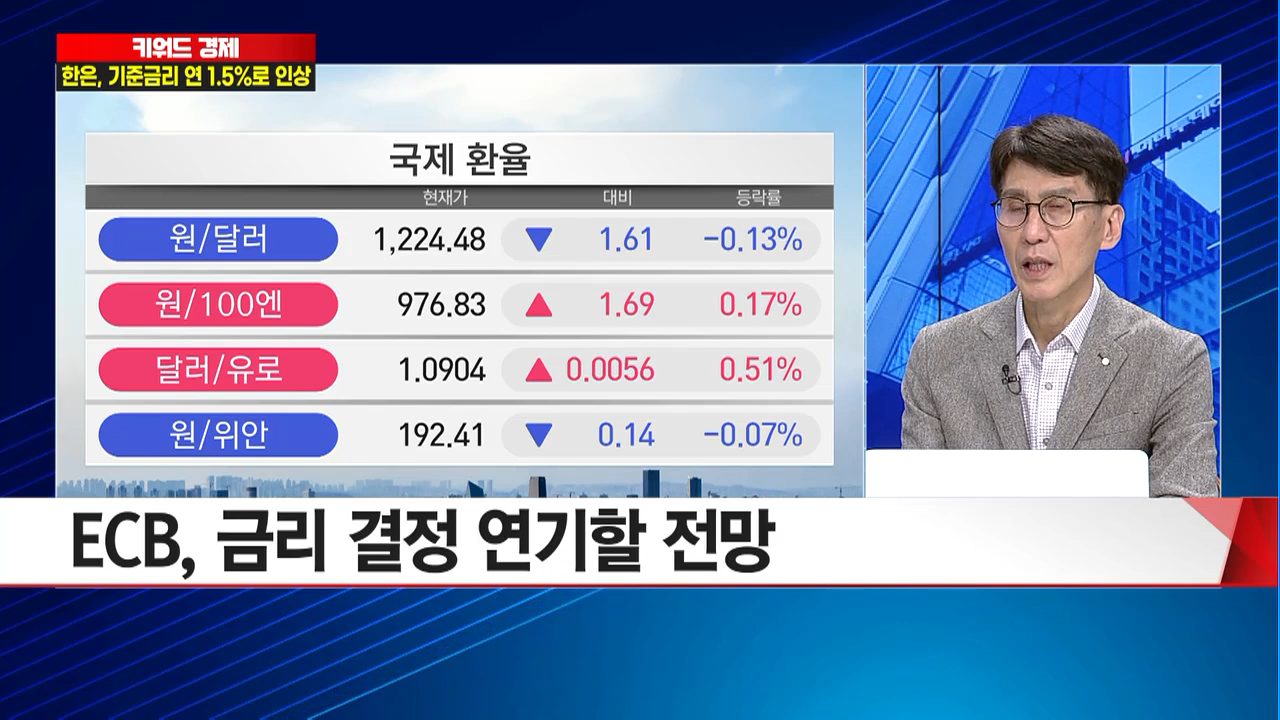 키워드 경제
한은, 기준금리 연 1.5%로 인상
국제 환율
현재가 대비 등락률
원/달러 1,224.48 ▼ 1.61 -0.13%
원/100엔 976.83 ▲ 1.69 0.17%
달러/유로 1.0904 ▲ 0.0056 0.51%
원/위안 192.41 ▼ 0.14 -0.07%
ECB, 금리 결정 연기할 전망